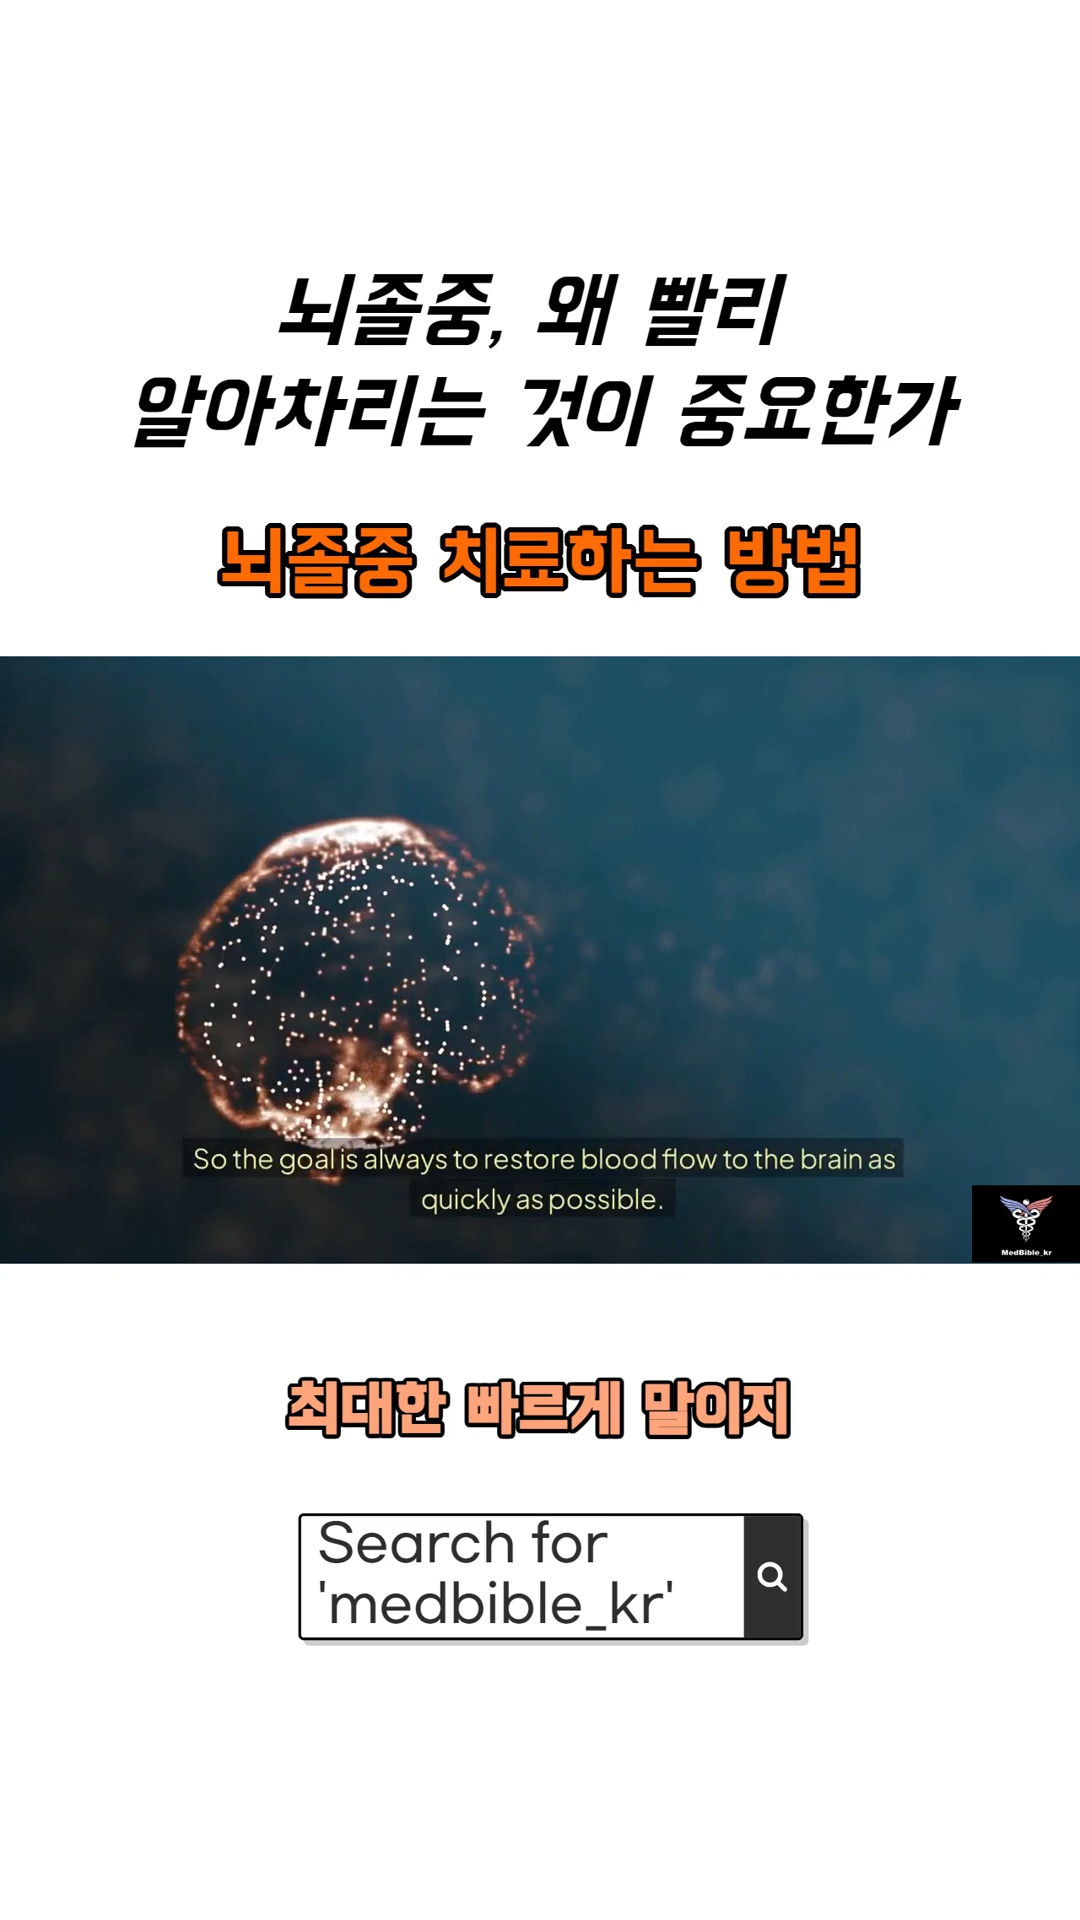 뇌졸중, 왜 빨리
알아차리는 것이 중요한가
뇌졸중 치료하는 방법
So the goal is always to restore blood flow to the brain as
quickly as possible.
MedBible_kr
최대한 빠르게 말이지
Search for
'medbible_kr'